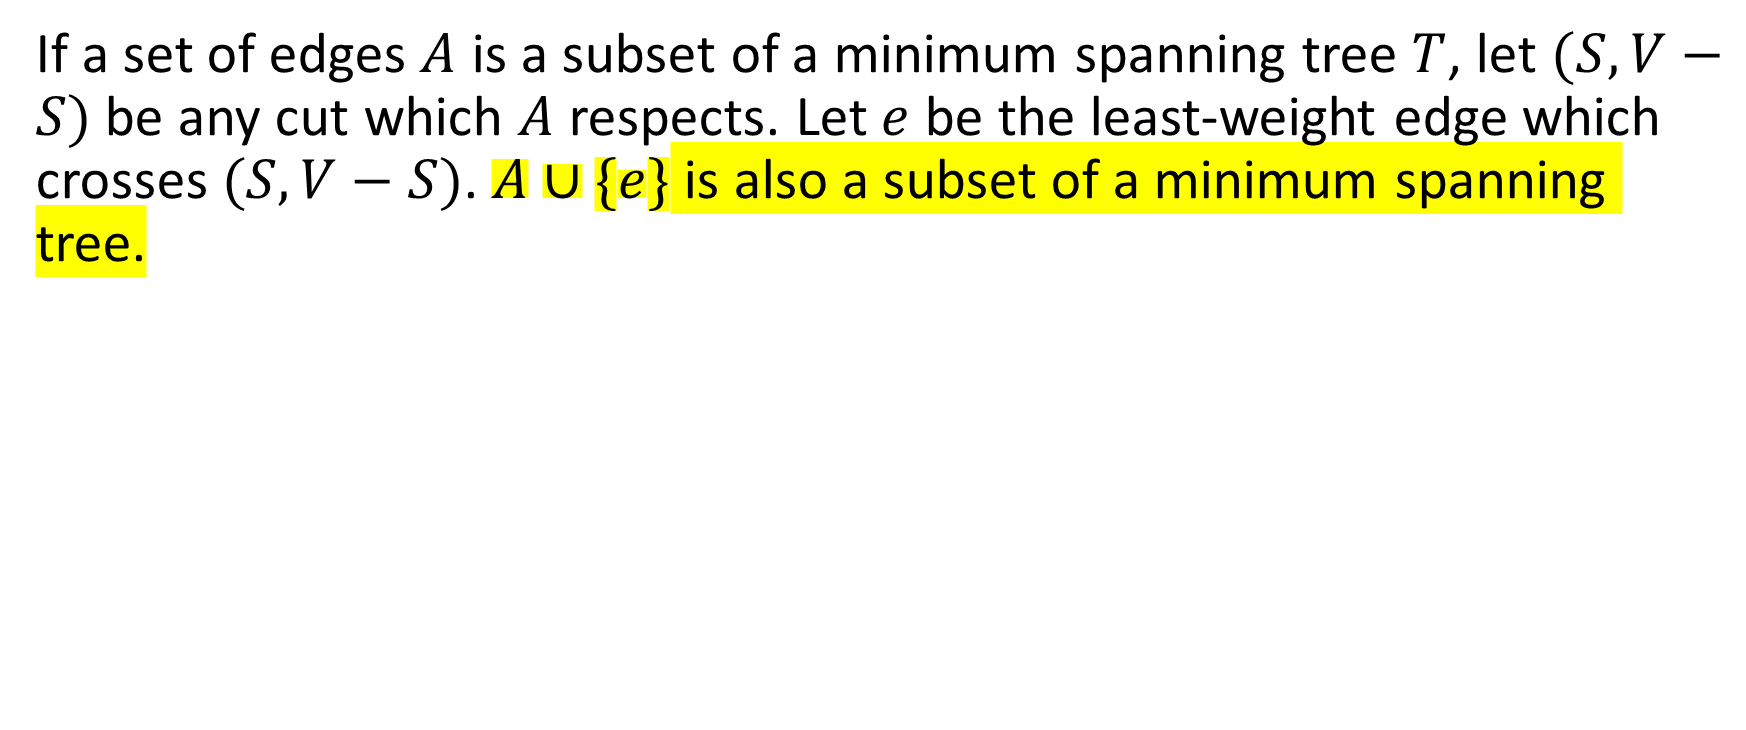 If a set of edges 𝐴 is a subset of a minimum spanning tree 𝑇, let (𝑆, 𝑉 −
𝑆) be any cut which 𝐴 respects. Let 𝑒 be the least-weight edge which
crosses (𝑆, 𝑉 − 𝑆). 𝐴 ∪ {𝑒} is also a subset of a minimum spanning
tree.